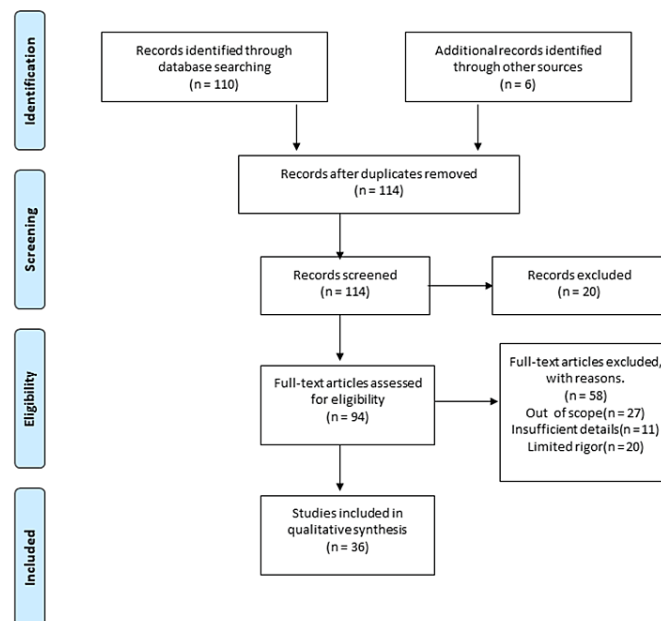 Identification
Records identified through
database searching
(n = 110)
Additional records identified
through other sources
(n = 6)
Records after duplicates removed
(n = 114)
Screening
Records screened
(n = 114)
Records excluded
(n = 20)
Eligibility
Full-text articles assessed
for eligibility
(n = 94)
Full-text articles excluded,
with reasons.
(n = 58)
Out of scope(n = 27)
Insufficient details(n = 11)
Limited rigor(n = 20)
Included
Studies included in
qualitative synthesis
(n = 36)